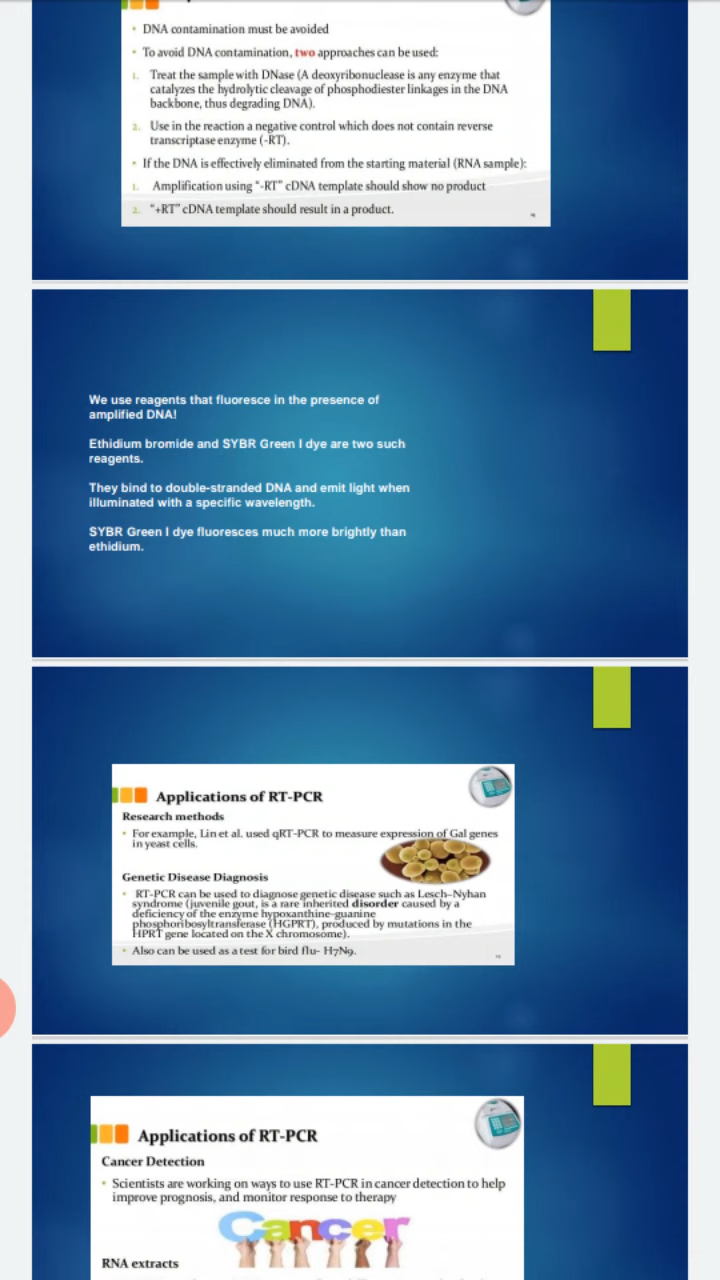 • DNA contamination must be avoided
• To avoid DNA contamination, two approaches can be used:
1. Treat the sample with DNase (A deoxyribonuclease is any enzyme that
catalyzes the hydrolytic cleavage of phosphodiester linkages in the DNA
backbone, thus degrading DNA).
2. Use in the reaction a negative control which does not contain reverse
transcriptase enzyme (-RT).
• If the DNA is effectively eliminated from the starting material (RNA sample):
1. Amplification using “-RT” cDNA template should show no product
2. “+RT” cDNA template should result in a product.
We use reagents that fluoresce in the presence of
amplified DNA!
Ethidium bromide and SYBR Green I dye are two such
reagents.
They bind to double-stranded DNA and emit light when
illuminated with a specific wavelength.
SYBR Green I dye fluoresces much more brightly than
ethidium.
Applications of RT-PCR
Research methods
• For example, Lin et al. used qRT-PCR to measure expression of Gal genes
in yeast cells.
Genetic Disease Diagnosis
• RT-PCR can be used to diagnose genetic disease such as Lesch–Nyhan
syndrome (juvenile gout, is a rare inherited disorder caused by a
deficiency of the enzyme hypoxanthine-guanine
phosphoribosyltransferase (HGPRT), produced by mutations in the
HPRT gene located on the X chromosome).
• Also can be used as a test for bird flu- H7N9.
Applications of RT-PCR
Cancer Detection
• Scientists are working on ways to use RT-PCR in cancer detection to help
improve prognosis, and monitor response to therapy
Cancer
RNA extracts